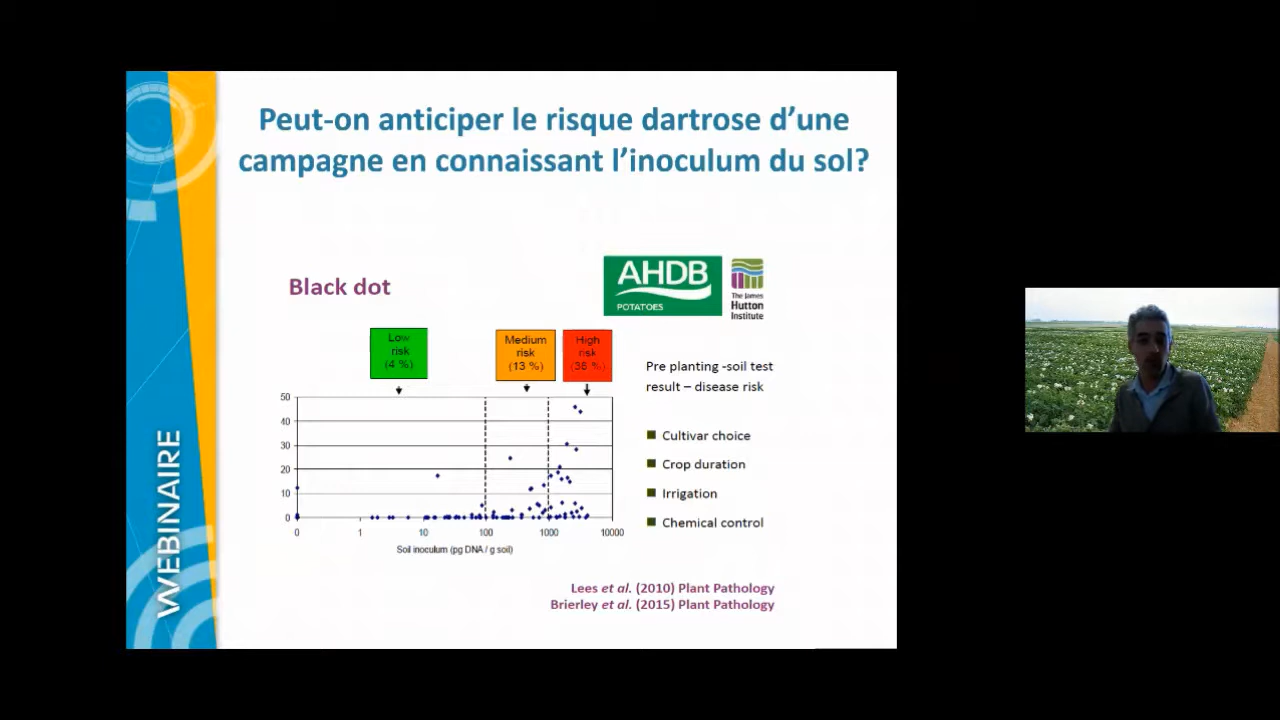 Peut-on anticiper le risque dartrose d'une
campagne en connaissant l'inoculum du sol?
Black dot
AHDB
POTATOES
The James
Hutton
Institute
Low
risk
(4 %)
Medium
risk
(13 %)
High
risk
(36 %)
Pre planting -soil test
result – disease risk
Cultivar choice
Crop duration
Irrigation
Chemical control
50
40
30
20
10
0
0 1 10 100 1000 10000
Soil inoculum (pg DNA / g soil)
Lees et al. (2010) Plant Pathology
Brierley et al. (2015) Plant Pathology
WEBINAIRE